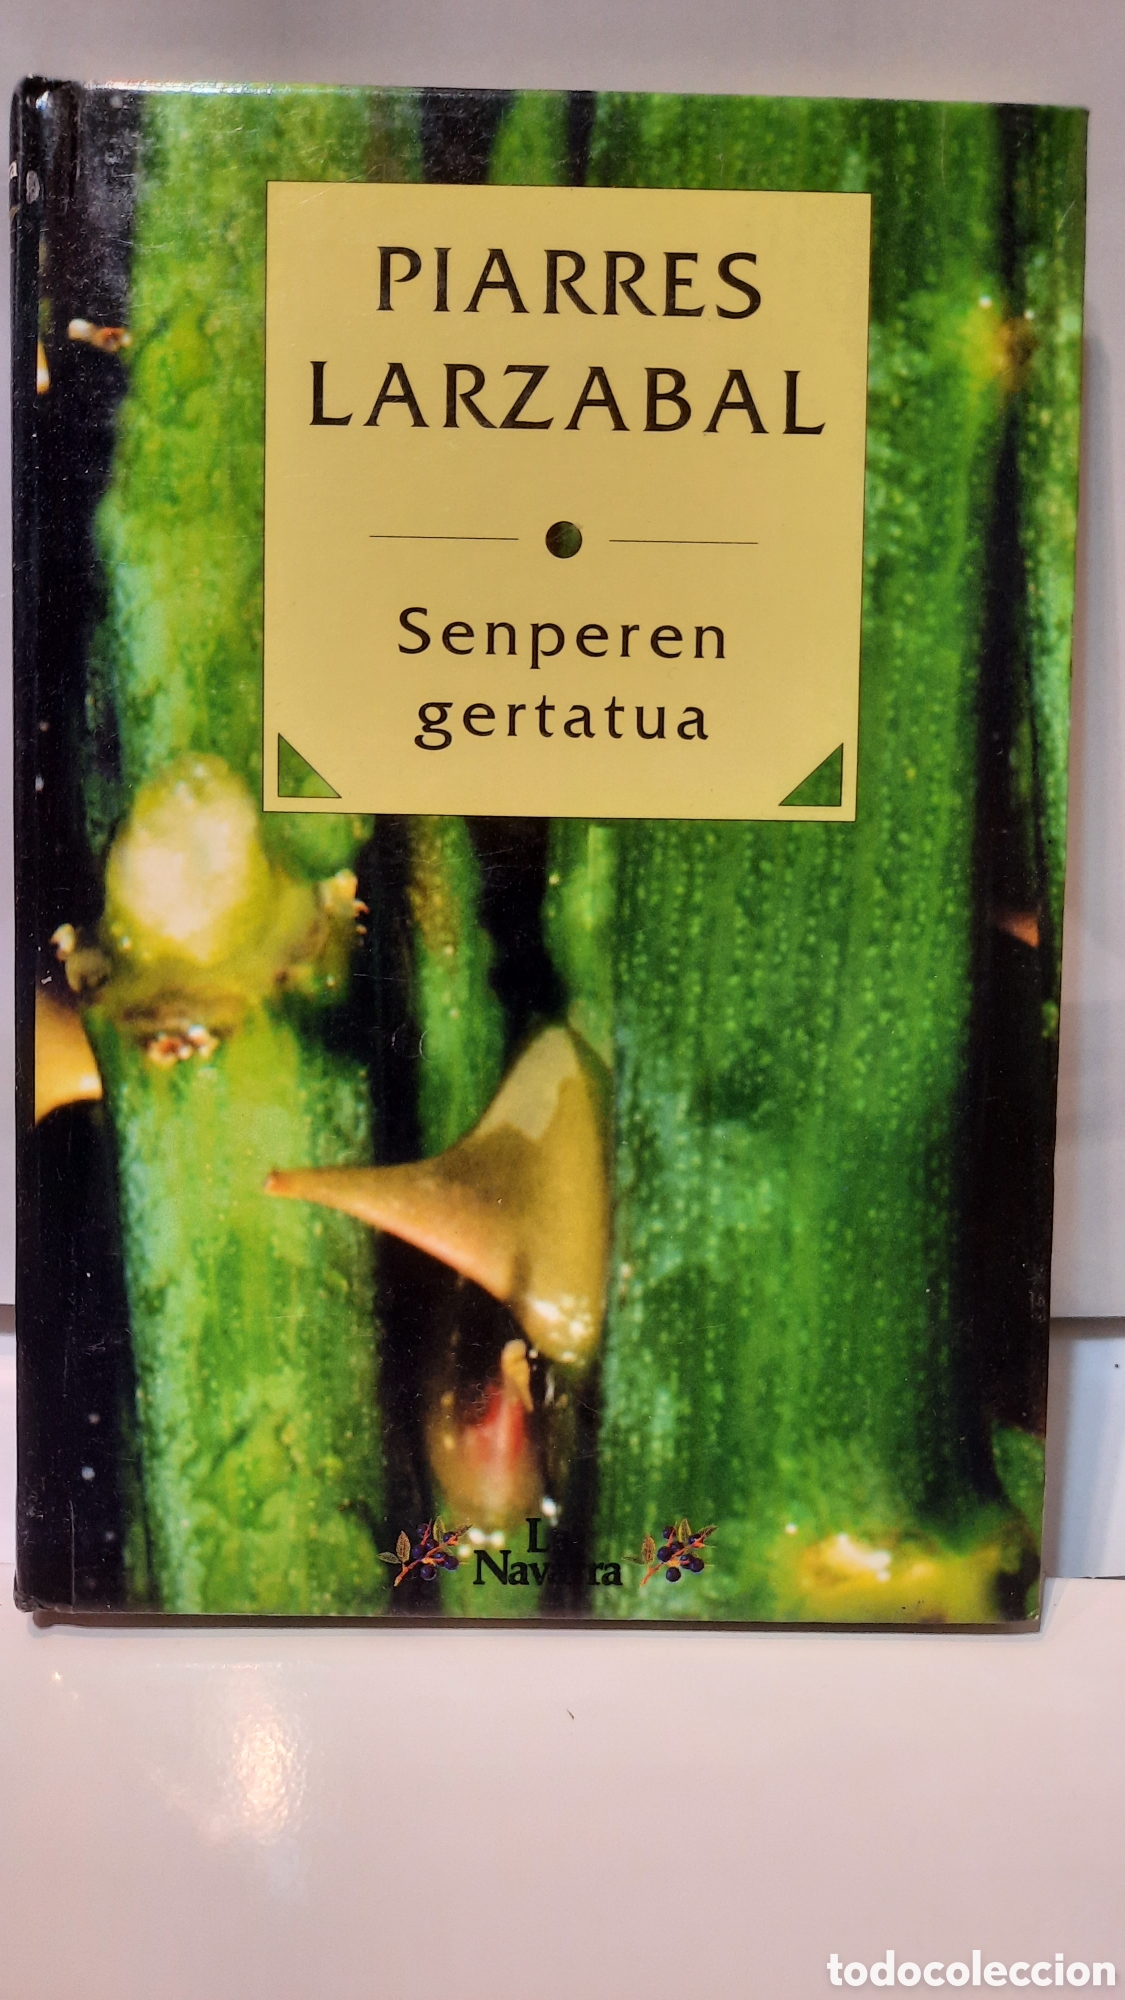 PIARRES
LARZABAL
Senperen
gertatua
La
Navarra
todocoleccion